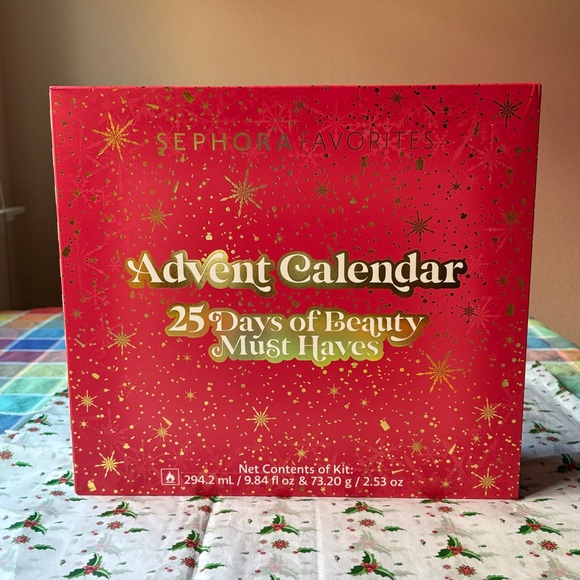 SEPHORA FAVORITES
Advent Calendar
25 Days of Beauty
Must Haves
Net Contents of Kit:
294.2 mL / 9.84 fl oz & 73.20 g / 2.53 oz